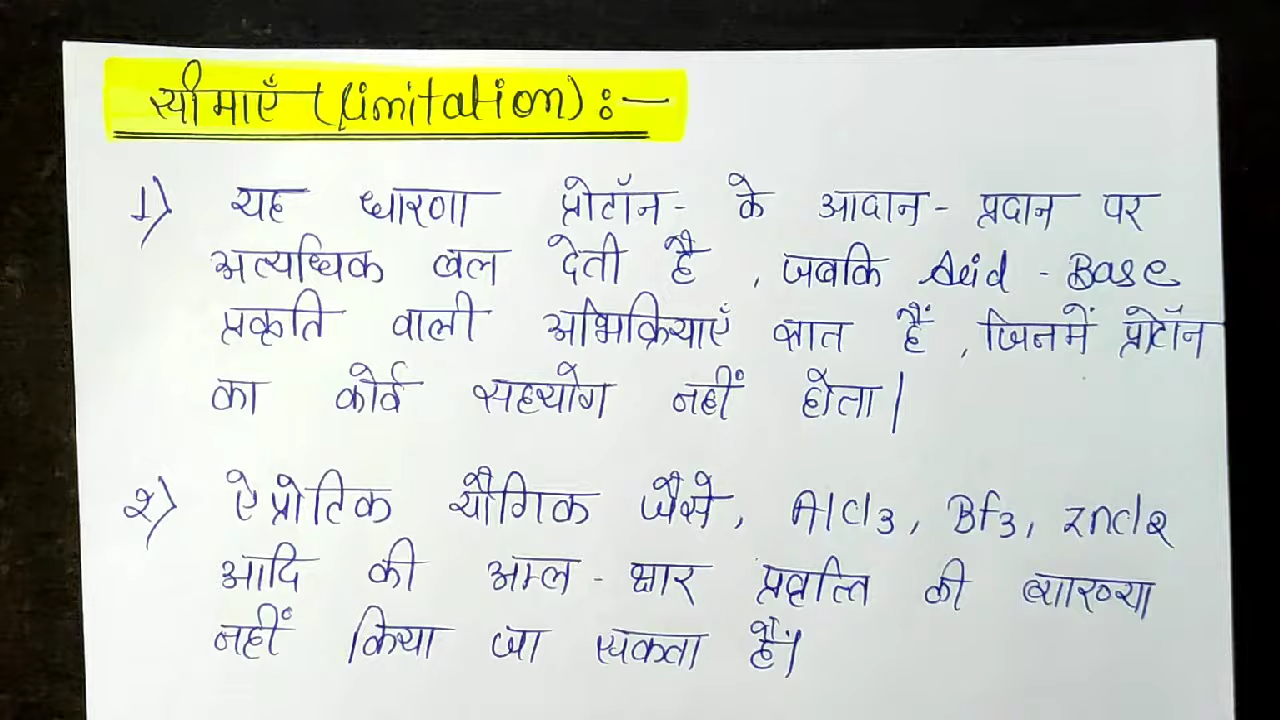 सीमाएँ (Limitation) :-
1) यह धारणा प्रोटॉन - के आदान - प्रदान पर
अत्यधिक बल देती है , जबकि Acid - Base
प्रकृति वाली अभिक्रियाएँ ज्ञात हैं , जिनमें प्रोटॉन
का कोई सहयोग नहीं होता |
2) ऐप्रोटिक यौगिक जैसे, Alcl3, Bf3, zncl2
आदि की अम्ल - क्षार प्रवृत्ति की व्याख्या
नहीं किया जा सकता है|